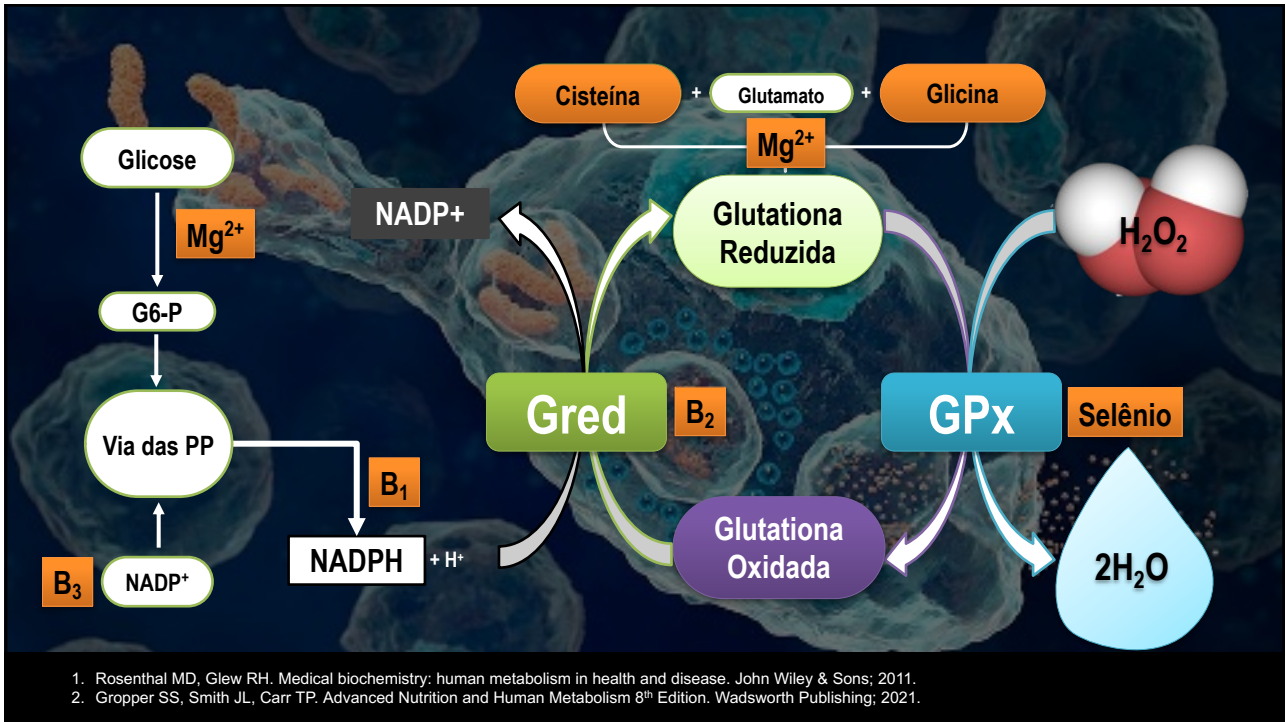 Cisteína + Glutamato + Glicina
Mg²⁺
Glicose
Mg²⁺
NADP+
Glutationa
Reduzida
H₂O₂
G6-P
Gred
B₂
GPx
Selênio
Via das PP
B₁
NADPH + H⁺
Glutationa
Oxidada
2H₂O
B₃
NADP⁺
1. Rosenthal MD, Glew RH. Medical biochemistry: human metabolism in health and disease. John Wiley & Sons; 2011.
2. Gropper SS, Smith JL, Carr TP. Advanced Nutrition and Human Metabolism 8th Edition. Wadsworth Publishing; 2021.